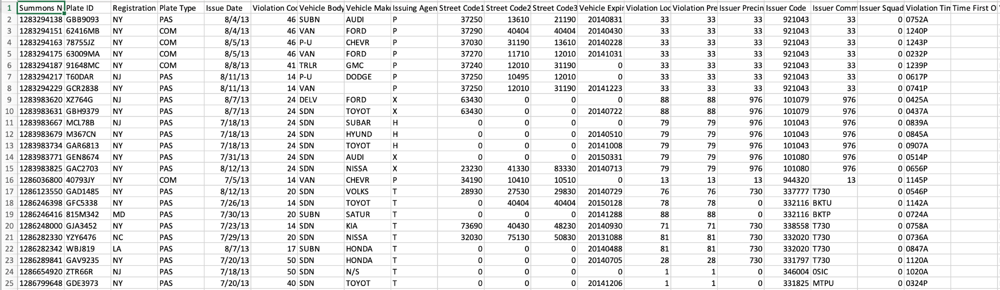 1 Summons N Plate ID Registration Plate Type Issue Date Violation Coc Vehicle Body Vehicle Make Issuing Agen Street Code1 Street Code2 Street Code3 Vehicle Expir Violation Loc Violation Pre Issuer Precin Issuer Code Issuer Comm Issuer Squad Violation Tim Time First O
2 1283294138 GBB9093 NY PAS 8/4/13 46 SUBN AUDI P 37250 13610 21190 20140831 33 33 33 921043 33 0 0752A
3 1283294151 62416MB NY COM 8/4/13 46 VAN FORD P 37290 40404 40404 20140430 33 33 33 921043 33 0 1240P
4 1283294163 78755JZ NY COM 8/5/13 46 P-U CHEVR P 37030 31190 13610 20140228 33 33 33 921043 33 0 1243P
5 1283294175 63009MA NY COM 8/5/13 46 VAN FORD P 37270 11710 12010 20141031 33 33 33 921043 33 0 0232P
6 1283294187 91648MC NY COM 8/8/13 41 TRLR GMC P 37240 12010 31190 0 33 33 33 921043 33 0 1239P
7 1283294217 T60DAR NJ PAS 8/11/13 14 P-U DODGE P 37250 10495 12010 0 33 33 33 921043 33 0 0617P
8 1283294229 GCR2838 NY PAS 8/11/13 14 VAN P 37250 12010 31190 20141223 33 33 33 921043 33 0 0741P
9 1283983620 XZ764G NJ PAS 8/7/13 24 DELV FORD X 63430 0 0 0 88 88 976 101079 976 0 0425A
10 1283983631 GBH9379 NY PAS 8/7/13 24 SDN TOYOT X 63430 0 0 20140722 88 88 976 101079 976 0 0437A
11 1283983667 MCL78B NJ PAS 7/18/13 24 SDN SUBAR H 0 0 0 0 79 79 976 101043 976 0 0839A
12 1283983679 M367CN NY PAS 7/18/13 24 SDN HYUND H 0 0 0 20140510 79 79 976 101043 976 0 0845A
13 1283983734 GAR6813 NY PAS 7/18/13 24 SDN TOYOT H 0 0 0 20141008 79 79 976 101043 976 0 0907A
14 1283983771 GEN8674 NY PAS 7/31/13 24 SDN AUDI X 0 0 0 20150331 79 79 976 101080 976 0 0514P
15 1283983825 GAC2703 NY PAS 8/12/13 24 SDN NISSA X 23230 41330 83330 20140713 79 79 976 101080 976 0 0656P
16 1286036800 40793JY NY COM 7/5/13 14 VAN CHEVR P 34190 10410 10510 0 13 13 13 944320 13 0 1145P
17 1286123550 GAD1485 NY PAS 8/12/13 20 SDN VOLKS T 28930 27530 29830 20140729 76 76 730 337777 T730 0 0546P
18 1286246398 GFC5338 NY PAS 7/26/13 14 SDN TOYOT T 0 40404 40404 20150128 78 78 0 332116 BKTU 0 1142A
19 1286246416 815M342 MD PAS 7/30/13 20 SUBN SATUR T 0 0 0 20141288 88 88 0 332116 BKTP 0 0724A
20 1286248000 GJA3452 NY PAS 7/23/13 14 SDN KIA T 73690 40430 48230 20140930 71 71 730 338558 T730 0 0758A
21 1286282330 YZY6476 NC PAS 7/29/13 20 SDN NISSA T 32030 75130 50830 20131088 81 81 730 332020 T730 0 0736A
22 1286282342 WBJ819 LA PAS 8/7/13 17 SUBN HONDA T 0 0 0 20140488 81 81 730 332020 T730 0 0847A
23 1286289841 GAV9235 NY PAS 7/20/13 50 SDN HONDA T 0 0 0 20140705 28 28 730 331797 T730 0 1120A
24 1286654920 ZTR66R NJ PAS 7/18/13 50 SDN N/S T 0 0 0 0 1 1 0 346004 0SIC 0 1020A
25 1286799648 GDE3973 NY PAS 7/20/13 40 SDN TOYOT T 0 0 0 20141206 1 1 0 331825 MTPU 0 0324P